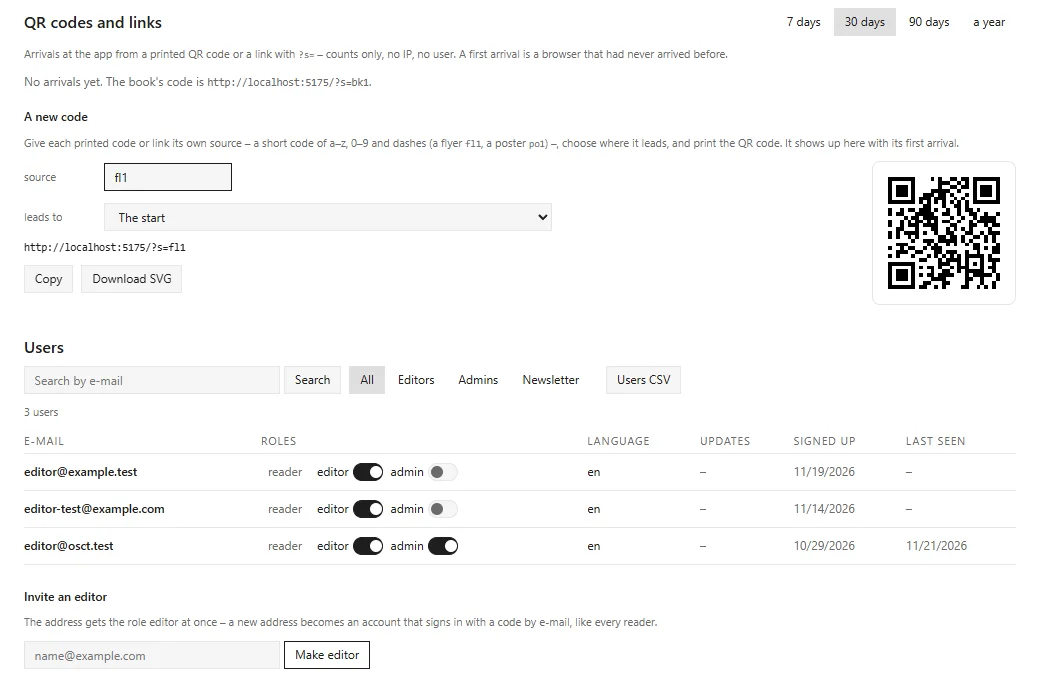 QR codes and links
7 days 30 days 90 days a year
Arrivals at the app from a printed QR code or a link with ?s= – counts only, no IP, no user. A first arrival is a browser that had never arrived before.
No arrivals yet. The book's code is http://localhost:5175/?s=bk1.
A new code
Give each printed code or link its own source – a short code of a–z, 0–9 and dashes (a flyer fl1, a poster po1) –, choose where it leads, and print the QR code. It shows up here with its first arrival.
source fl1
leads to The start
http://localhost:5175/?s=fl1
Copy Download SVG
Users
Search by e-mail Search All Editors Admins Newsletter Users CSV
3 users
E-MAIL ROLES LANGUAGE UPDATES SIGNED UP LAST SEEN
editor@example.test reader editor admin en – 11/19/2026 –
editor-test@example.com reader editor admin en – 11/14/2026 –
editor@osct.test reader editor admin en – 10/29/2026 11/21/2026
Invite an editor
The address gets the role editor at once – a new address becomes an account that signs in with a code by e-mail, like every reader.
name@example.com Make editor